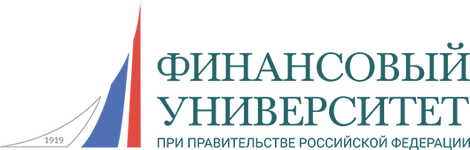 1919
ФИНАНСОВЫЙ
УНИВЕРСИТЕТ
ПРИ ПРАВИТЕЛЬСТВЕ РОССИЙСКОЙ ФЕДЕРАЦИИ